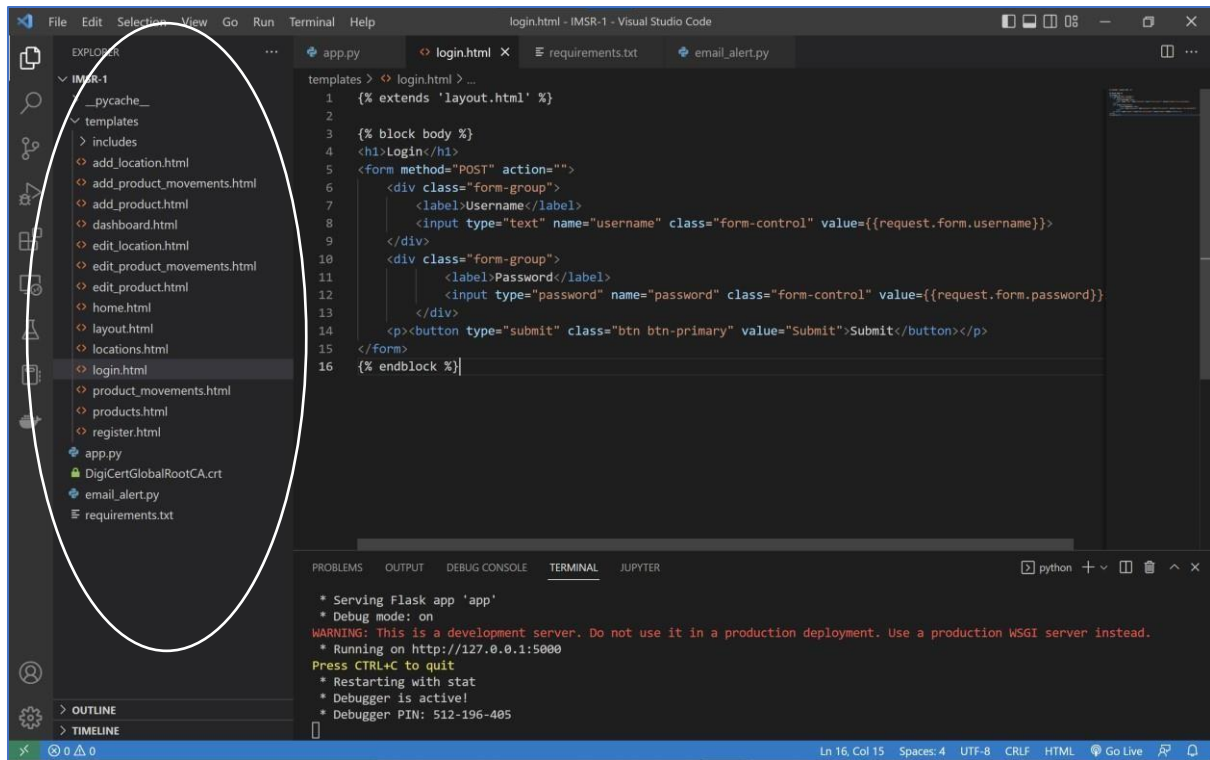 File Edit Selection View Go Run Terminal Help login.html - IMSR-1 - Visual Studio Code
EXPLORER
IMSR-1
__pycache__
templates
includes
add_location.html
add_product_movements.html
add_product.html
dashboard.html
edit_location.html
edit_product_movements.html
edit_product.html
home.html
layout.html
locations.html
login.html
product_movements.html
products.html
register.html
app.py
DigiCertGlobalRootCA.crt
email_alert.py
requirements.txt
OUTLINE
TIMELINE
app.py login.html requirements.txt email_alert.py
templates > login.html > ...
1 {% extends 'layout.html' %}
2
3 {% block body %}
4 <h1>Login</h1>
5 <form method="POST" action="">
6 <div class="form-group">
7 <label>Username</label>
8 <input type="text" name="username" class="form-control" value={{request.form.username}}>
9 </div>
10 <div class="form-group">
11 <label>Password</label>
12 <input type="password" name="password" class="form-control" value={{request.form.password}}
13 </div>
14 <p><button type="submit" class="btn btn-primary" value="Submit">Submit</button></p>
15 </form>
16 {% endblock %}
PROBLEMS OUTPUT DEBUG CONSOLE TERMINAL JUPYTER python
* Serving Flask app 'app'
* Debug mode: on
WARNING: This is a development server. Do not use it in a production deployment. Use a production WSGI server instead.
* Running on http://127.0.0.1:5000
Press CTRL+C to quit
* Restarting with stat
* Debugger is active!
* Debugger PIN: 512-196-405
0 0 Ln 16, Col 15 Spaces: 4 UTF-8 CRLF HTML Go Live